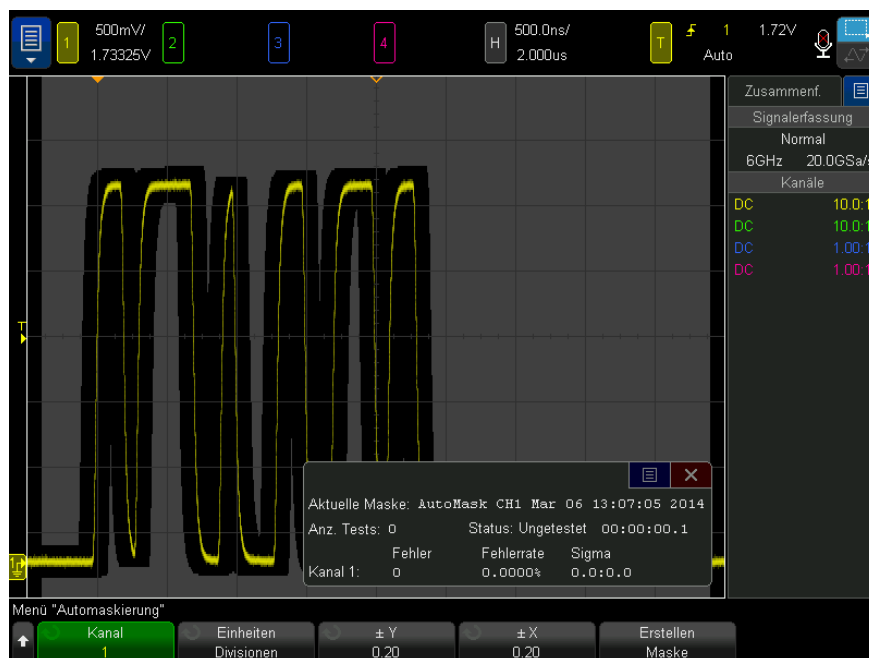 1 500mV/ 2 3 4 H 500.0ns/ T 1 1.72V
1.73325V 2.000us Auto
Zusammenf.
Signalerfassung
Normal
6GHz 20.0GSa/s
Kanäle
DC 10.0:1
DC 10.0:1
DC 1.00:1
DC 1.00:1
T
Aktuelle Maske: AutoMask CH1 Mar 06 13:07:05 2014
Anz. Tests: 0 Status: Ungetestet 00:00:00.1
Fehler Fehlerrate Sigma
Kanal 1: 0 0.0000% 0.0:0.0
1
Menü "Automaskierung"
Kanal Einheiten ± Y ± X Erstellen
1 Divisionen 0.20 0.20 Maske